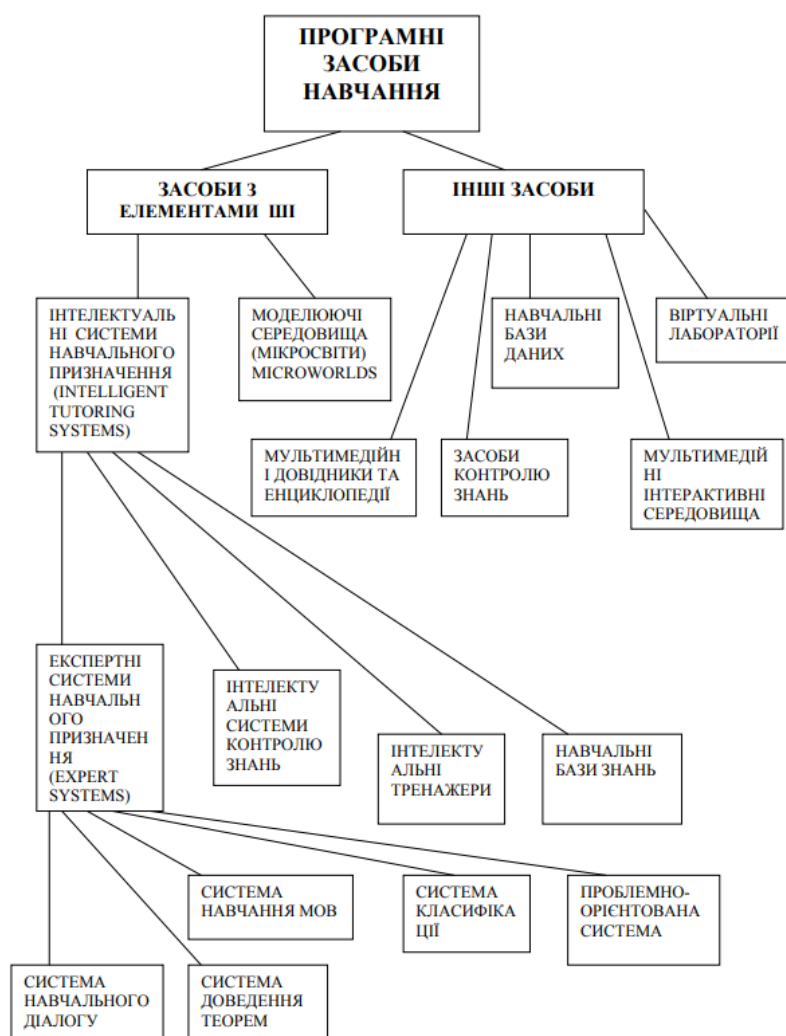 ПРОГРАМНІ
ЗАСОБИ
НАВЧАННЯ
ЗАСОБИ З
ЕЛЕМЕНТАМИ ШІ
ІНШІ ЗАСОБИ
ІНТЕЛЕКТУАЛЬ
НІ СИСТЕМИ
НАВЧАЛЬНОГО
ПРИЗНАЧЕННЯ
(INTELLIGENT
TUTORING
SYSTEMS)
МОДЕЛЮЮЧІ
СЕРЕДОВИЩА
(МІКРОСВІТИ)
MICROWORLDS
НАВЧАЛЬНІ
БАЗИ
ДАНИХ
ВІРТУАЛЬНІ
ЛАБОРАТОРІЇ
МУЛЬТИМЕДІЙН
І ДОВІДНИКИ ТА
ЕНЦИКЛОПЕДІЇ
ЗАСОБИ
КОНТРОЛЮ
ЗНАНЬ
МУЛЬТИМЕДІЙ
НІ
ІНТЕРАКТИВНІ
СЕРЕДОВИЩА
ЕКСПЕРТНІ
СИСТЕМИ
НАВЧАЛЬН
ОГО
ПРИЗНАЧЕН
НЯ
(EXPERT
SYSTEMS)
ІНТЕЛЕКТУ
АЛЬНІ
СИСТЕМИ
КОНТРОЛЮ
ЗНАНЬ
ІНТЕЛЕКТУ
АЛЬНІ
ТРЕНАЖЕРИ
НАВЧАЛЬНІ
БАЗИ ЗНАНЬ
СИСТЕМА
НАВЧАННЯ МОВ
СИСТЕМА
КЛАСИФІКА
ЦІЇ
ПРОБЛЕМНО-
ОРІЄНТОВАНА
СИСТЕМА
СИСТЕМА
НАВЧАЛЬНОГО
ДІАЛОГУ
СИСТЕМА
ДОВЕДЕННЯ
ТЕОРЕМ